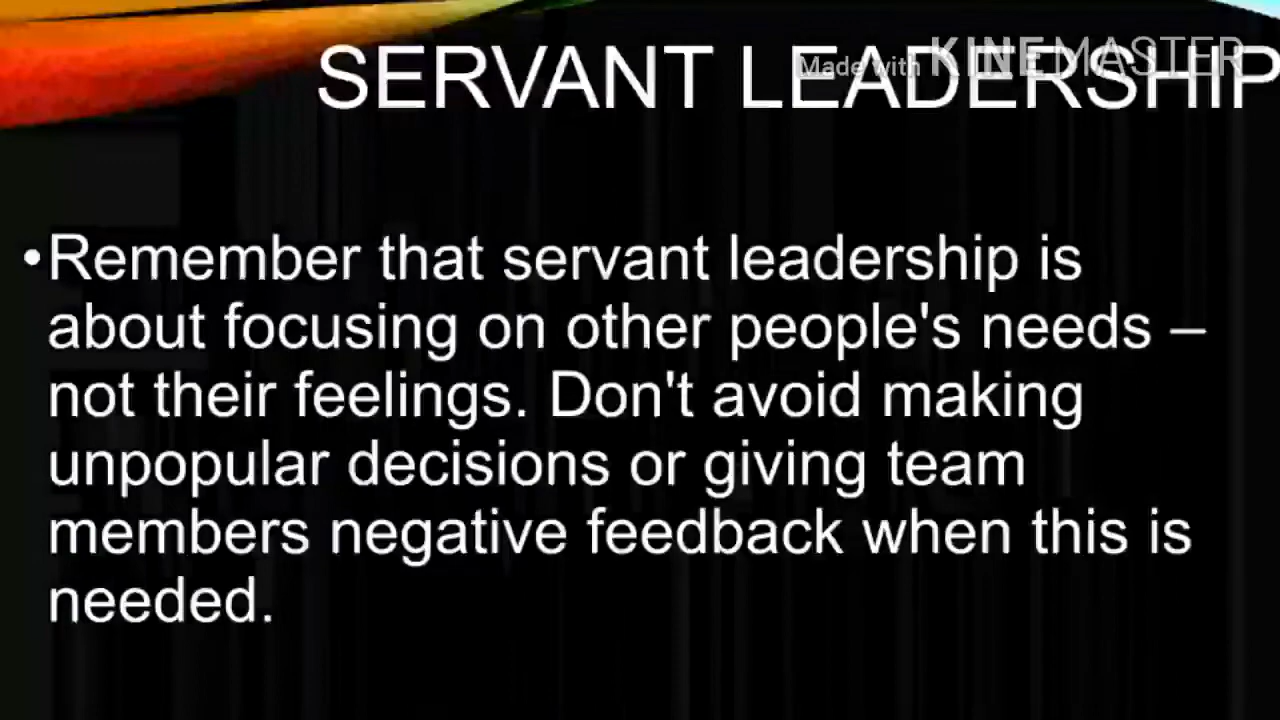 SERVANT LEADERSHIP
Made with KINEMASTER
•Remember that servant leadership is
about focusing on other people's needs –
not their feelings. Don't avoid making
unpopular decisions or giving team
members negative feedback when this is
needed.